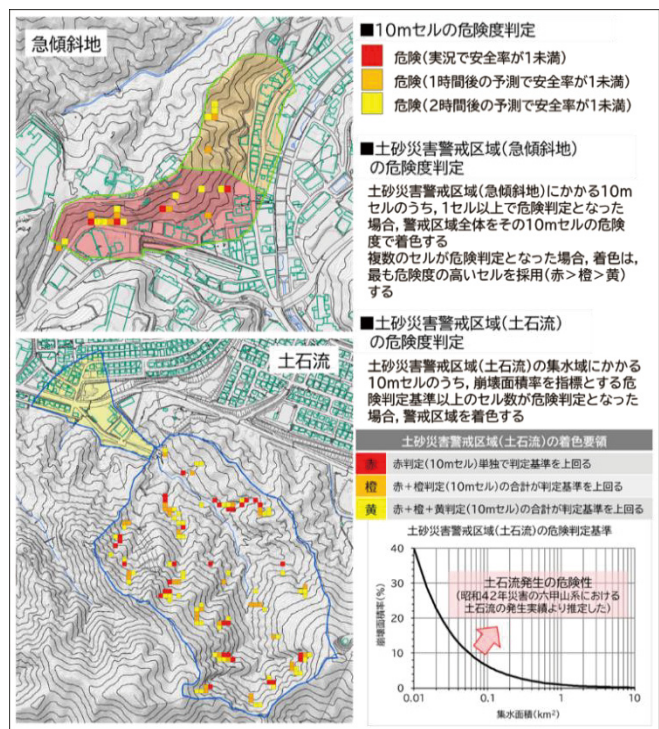 急傾斜地
■10mセルの危険度判定
危険(実況で安全率が1未満)
危険(1時間後の予測で安全率が1未満)
危険(2時間後の予測で安全率が1未満)
■土砂災害警戒区域(急傾斜地)
の危険度判定
土砂災害警戒区域(急傾斜地)にかかる10m
セルのうち,1セル以上で危険判定となった
場合,警戒区域全体をその10mセルの危険
度で着色する
複数のセルが危険判定となった場合,着色は,
最も危険度の高いセルを採用(赤>橙>黄)
する
土石流
■土砂災害警戒区域(土石流)
の危険度判定
土砂災害警戒区域(土石流)の集水域にかかる
10mセルのうち,崩壊面積率を指標とする危
険判定基準以上のセル数が危険判定となった
場合,警戒区域を着色する
土砂災害警戒区域(土石流)の着色要領
赤 赤判定(10mセル)単独で判定基準を上回る
橙 赤+橙判定(10mセル)の合計が判定基準を上回る
黄 赤+橙+黄判定(10mセル)の合計が判定基準を上回る
土砂災害警戒区域(土石流)の危険判定基準
土石流発生の危険性
(昭和42年災害の六甲山系における
土石流の発生実績より推定した)
崩壊面積率(%)
40
30
20
10
0
0.01 0.1 1 10
集水面積(km²)